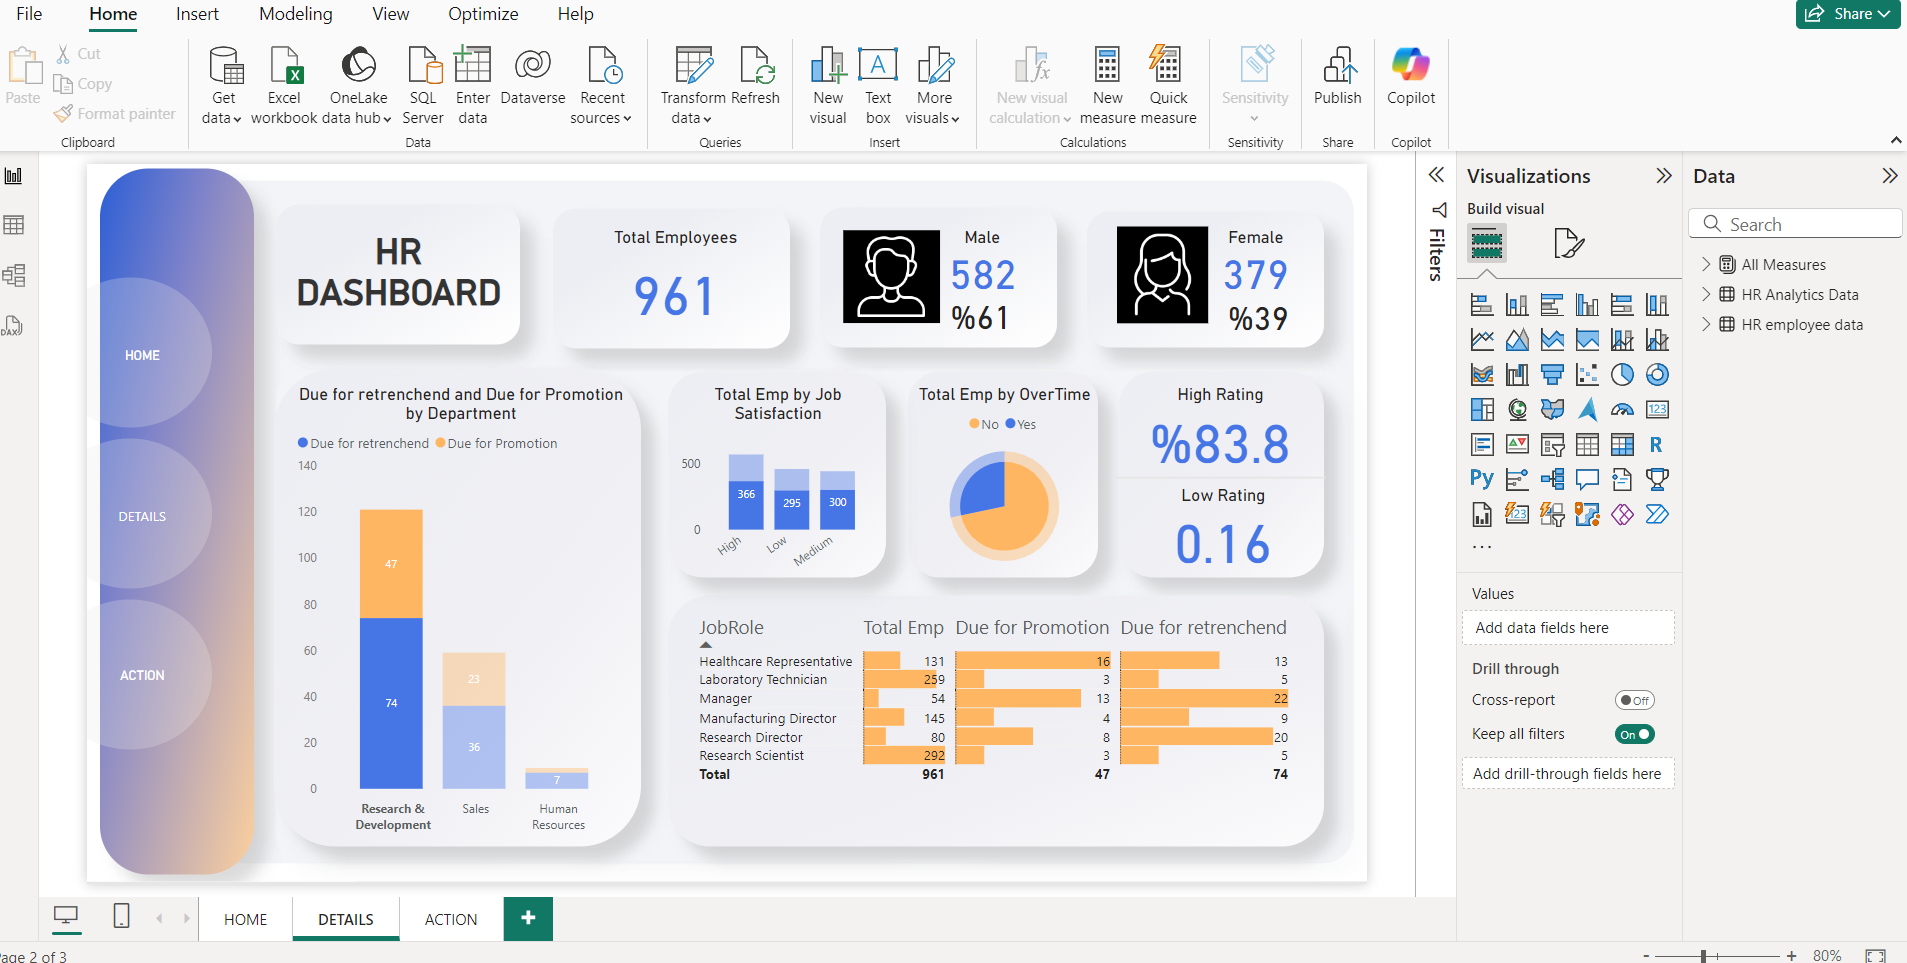 File Home Insert Modeling View Optimize Help
Share
Paste
Cut
Copy
Format painter
Clipboard
Get data
Excel workbook
OneLake data hub
SQL Server
Enter data
Dataverse
Recent sources
Data
Transform data
Refresh
Queries
New visual
Text box
More visuals
Insert
New visual calculation
New measure
Quick measure
Calculations
Sensitivity
Sensitivity
Publish
Share
Copilot
Copilot
HOME
DETAILS
ACTION
HR
DASHBOARD
Total Employees
961
Male
582
%61
Female
379
%39
Due for retrenchend and Due for Promotion
by Department
Due for retrenchend Due for Promotion
140
120
100
80
60
40
20
0
47
74
23
36
7
Research &
Development
Sales
Human
Resources
Total Emp by Job
Satisfaction
500
0
366
295
300
High
Low
Medium
Total Emp by OverTime
No Yes
High Rating
%83.8
Low Rating
0.16
JobRole Total Emp Due for Promotion Due for retrenchend
Healthcare Representative 131 16 13
Laboratory Technician 259 3 5
Manager 54 13 22
Manufacturing Director 145 4 9
Research Director 80 8 20
Research Scientist 292 3 5
Total 961 47 74
Filters
Visualizations
Build visual
123
R
Py
123
...
Values
Add data fields here
Drill through
Cross-report Off
Keep all filters On
Add drill-through fields here
Data
Search
All Measures
HR Analytics Data
HR employee data
DAX
HOME DETAILS ACTION +
age 2 of 3
- + 80%